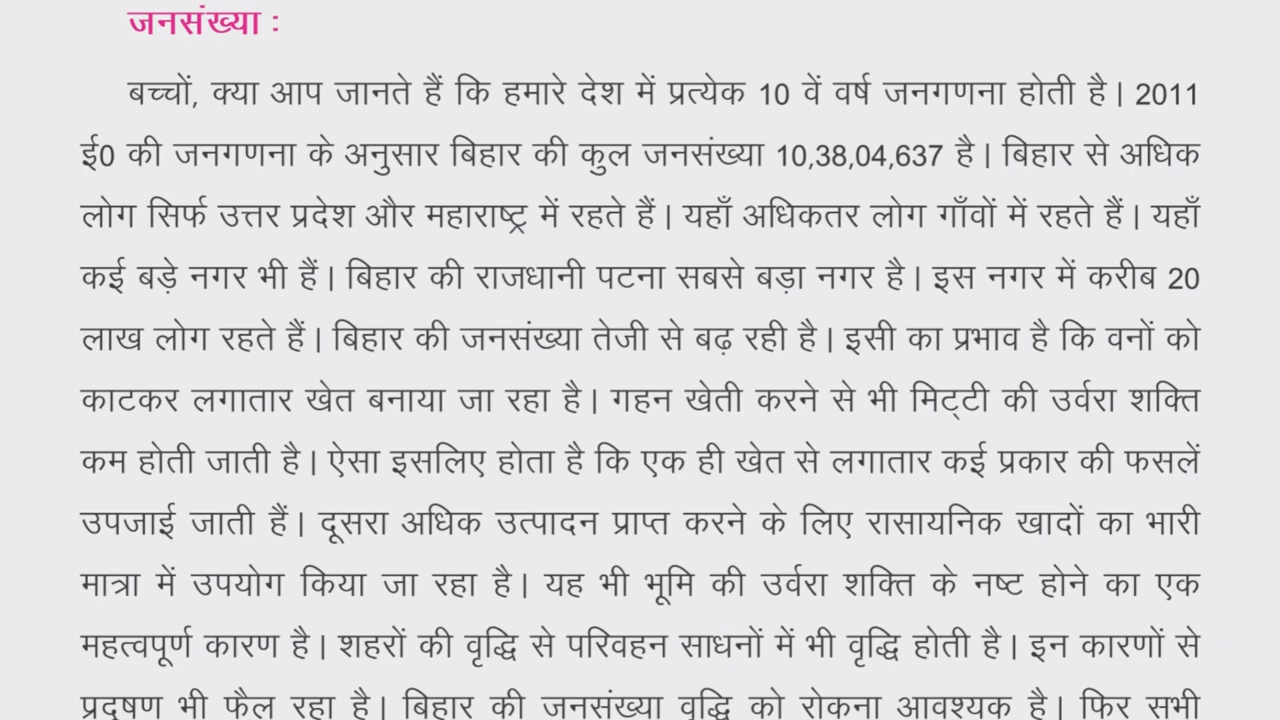 जनसंख्या :
बच्चों, क्या आप जानते हैं कि हमारे देश में प्रत्येक 10 वें वर्ष जनगणना होती है। 2011
ई0 की जनगणना के अनुसार बिहार की कुल जनसंख्या 10,38,04,637 है। बिहार से अधिक
लोग सिर्फ उत्तर प्रदेश और महाराष्ट्र में रहते हैं। यहाँ अधिकतर लोग गाँवों में रहते हैं। यहाँ
कई बड़े नगर भी हैं। बिहार की राजधानी पटना सबसे बड़ा नगर है। इस नगर में करीब 20
लाख लोग रहते हैं। बिहार की जनसंख्या तेजी से बढ़ रही है। इसी का प्रभाव है कि वनों को
काटकर लगातार खेत बनाया जा रहा है। गहन खेती करने से भी मिट्टी की उर्वरा शक्ति
कम होती जाती है। ऐसा इसलिए होता है कि एक ही खेत से लगातार कई प्रकार की फसलें
उपजाई जाती हैं। दूसरा अधिक उत्पादन प्राप्त करने के लिए रासायनिक खादों का भारी
मात्रा में उपयोग किया जा रहा है। यह भी भूमि की उर्वरा शक्ति के नष्ट होने का एक
महत्वपूर्ण कारण है। शहरों की वृद्धि से परिवहन साधनों में भी वृद्धि होती है। इन कारणों से
प्रदूषण भी फैल रहा है। बिहार की जनसंख्या वृद्धि को रोकना आवश्यक है। फिर सभी